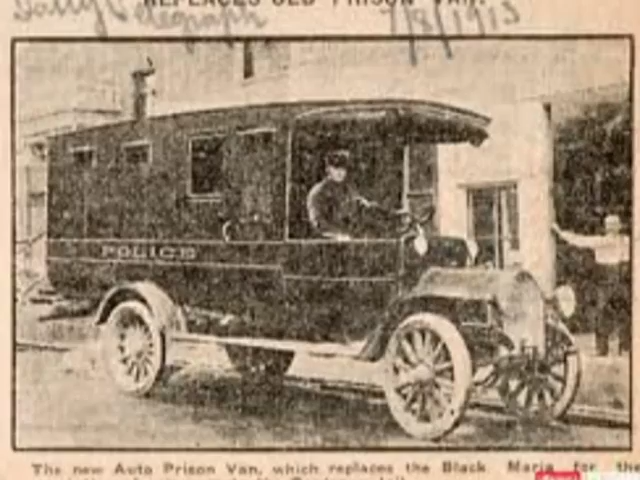 Daily Telegraph 7/8/1913
REPLACES OLD PRISON VAN.
POLICE
The new Auto Prison Van, which replaces the Black Maria for the